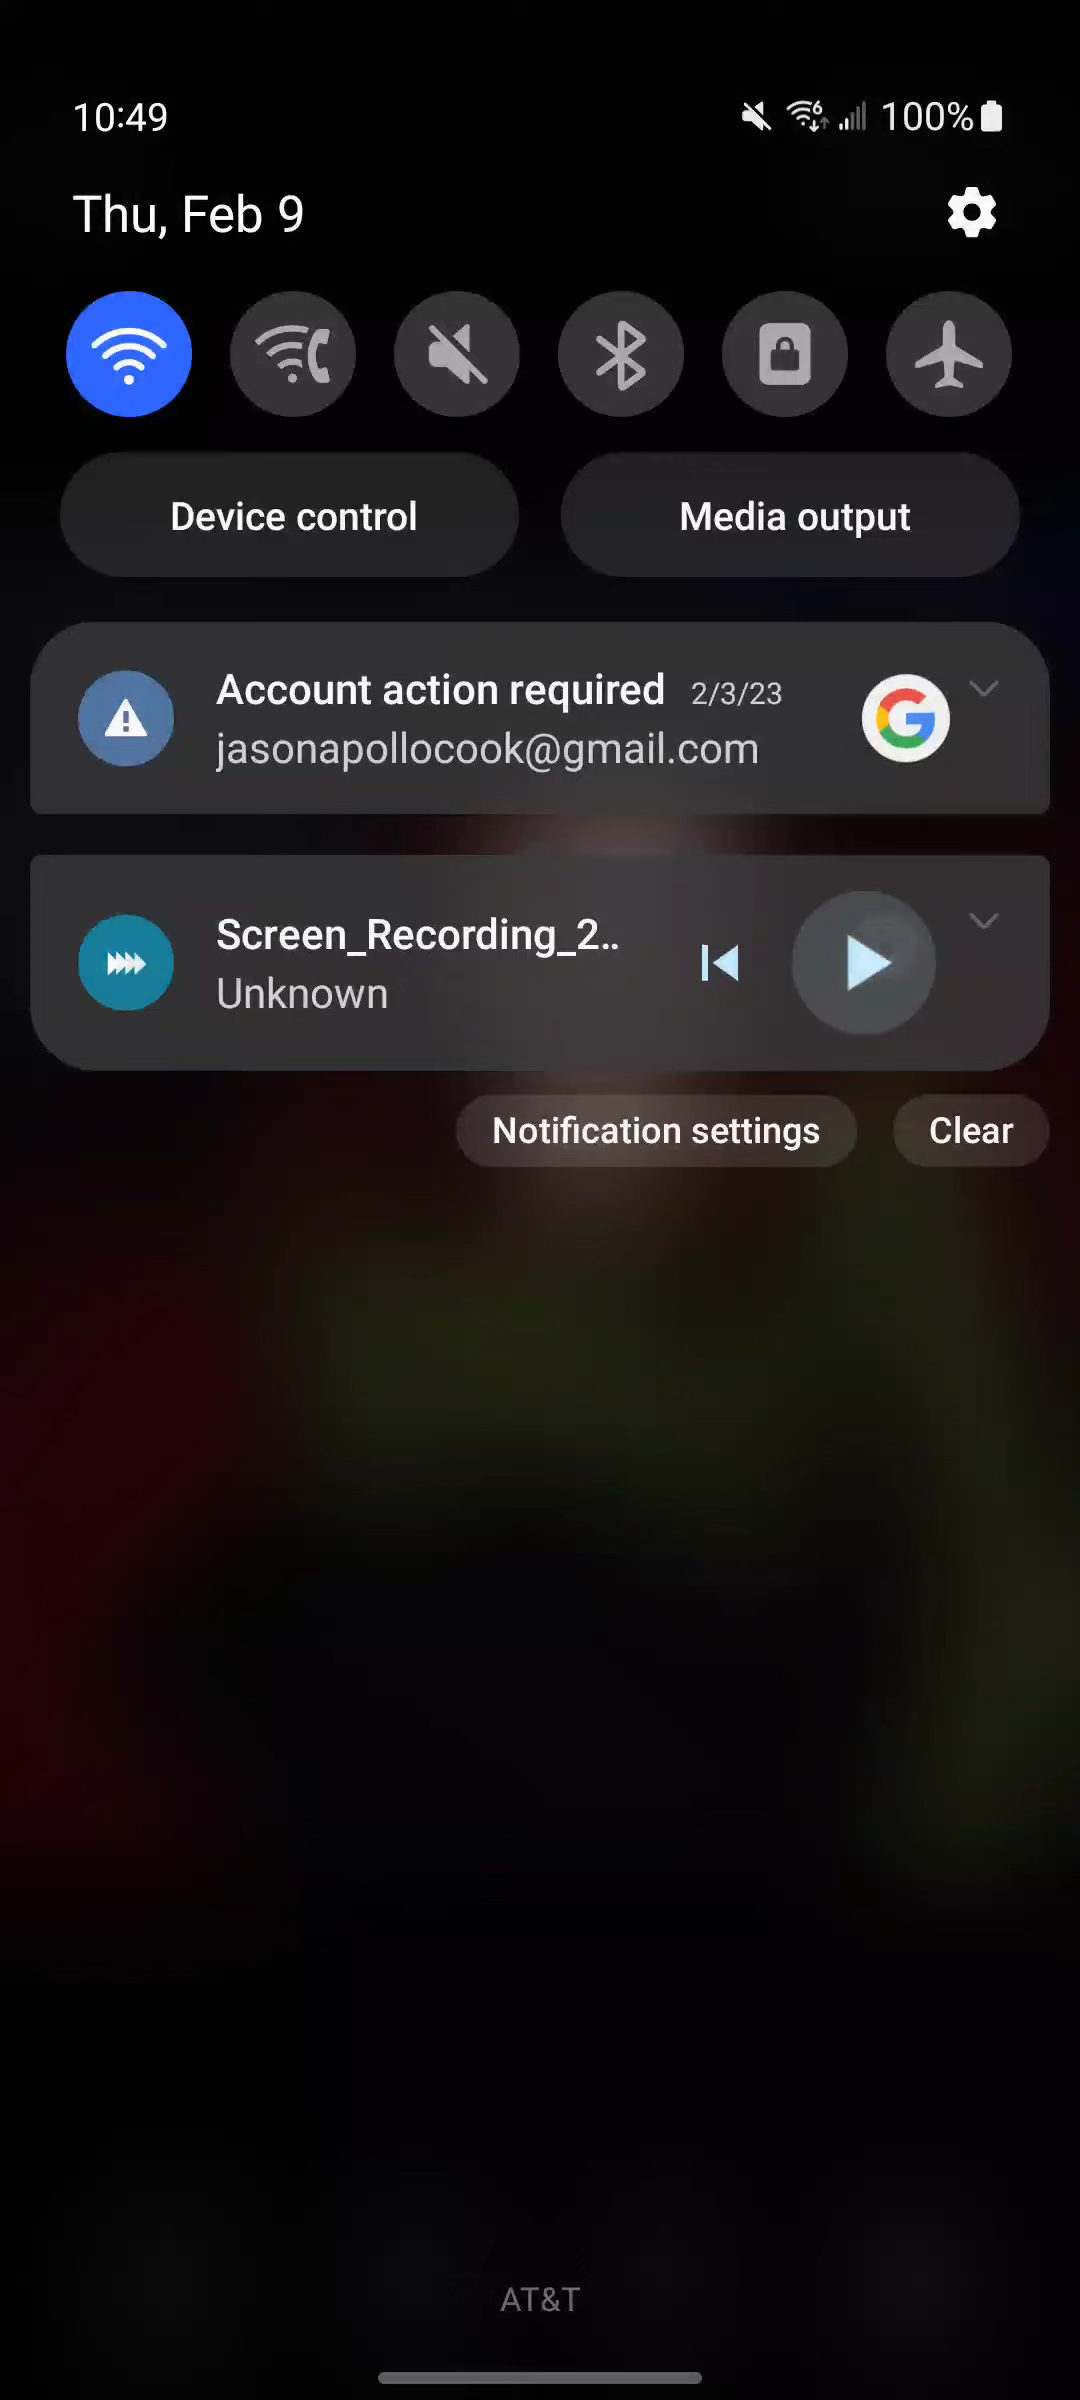 10:49
100%
Thu, Feb 9
Device control
Media output
Account action required 2/3/23
jasonapollocook@gmail.com
Screen_Recording_2..
Unknown
Notification settings
Clear
AT&T